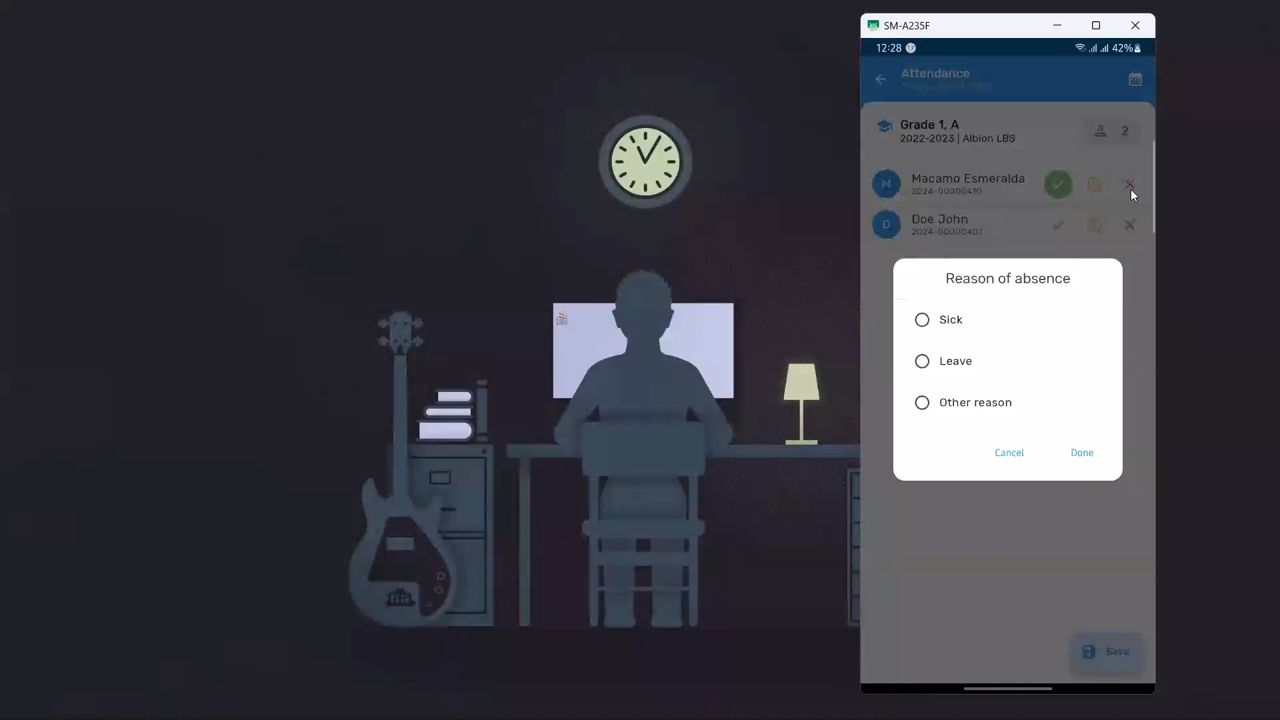 SM-A235F
12:28
42%
Attendance
Grade 1, A
2022-2023 | Albion LBS
2
M
Macamo Esmeralda
2024-00000410
D
Doe John
2024-00000407
Reason of absence
Sick
Leave
Other reason
Cancel
Done
Save